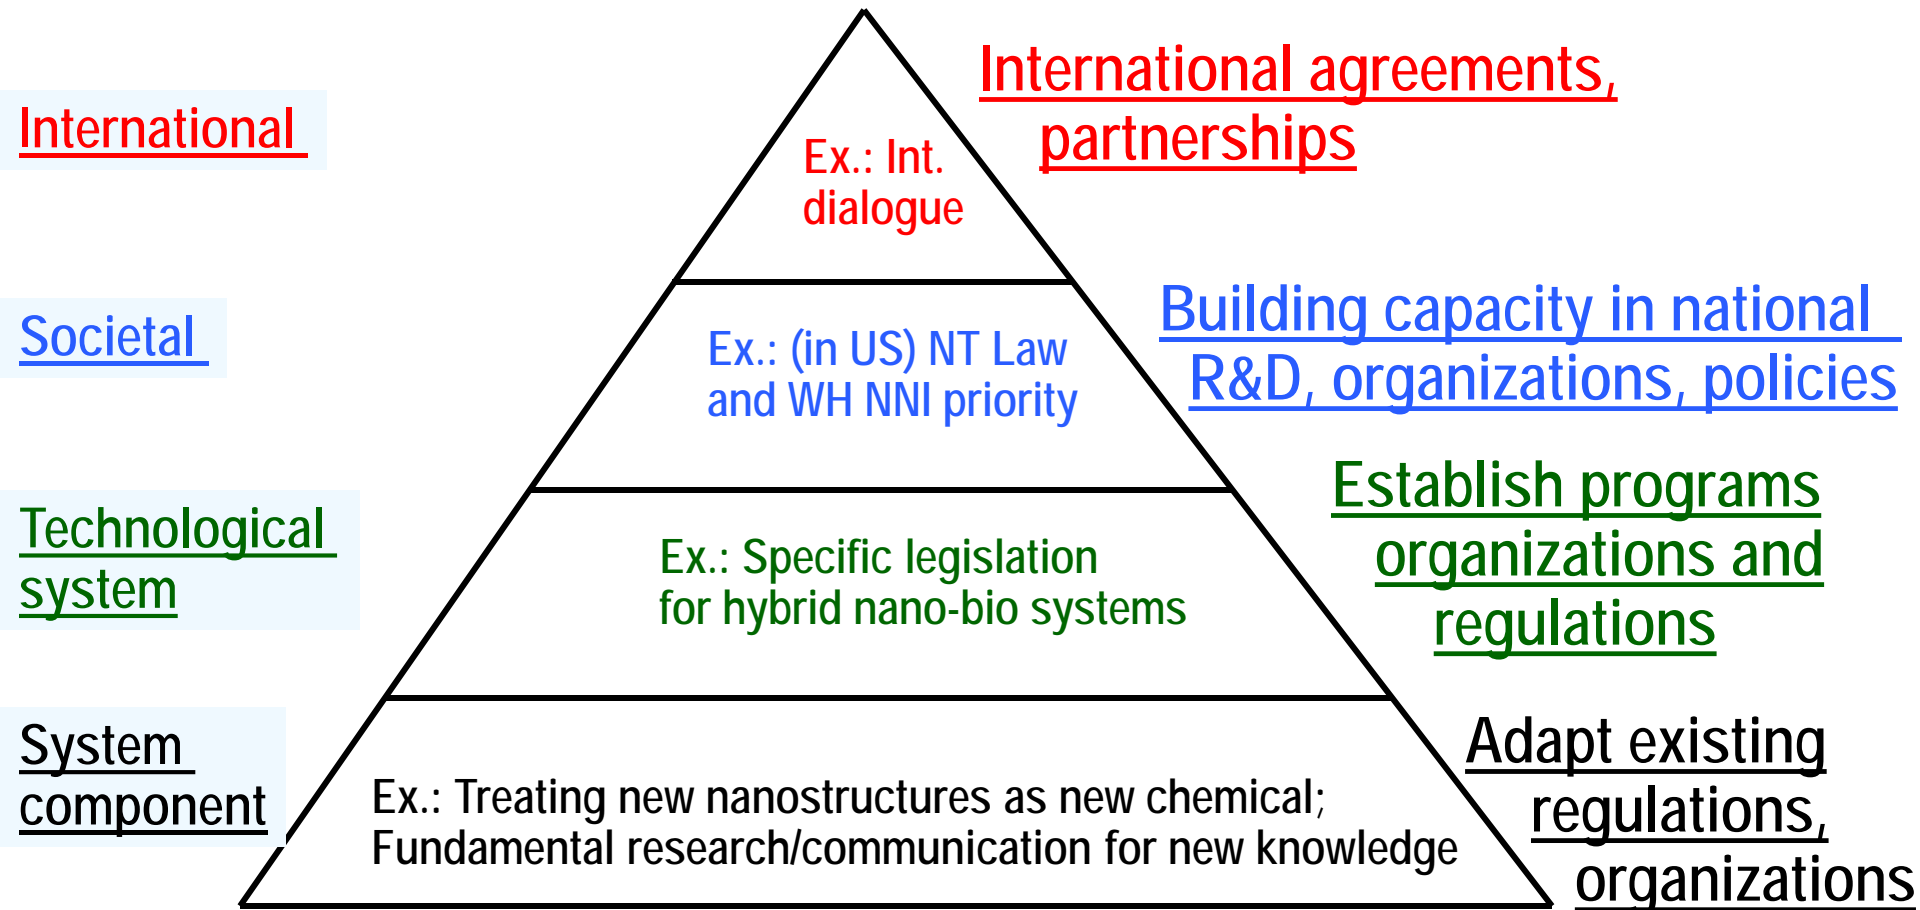 International
International agreements,
partnerships
Ex.: Int.
dialogue
Societal
Ex.: (in US) NT Law
and WH NNI priority
Building capacity in national
R&D, organizations, policies
Technological
system
Ex.: Specific legislation
for hybrid nano-bio systems
Establish programs
organizations and
regulations
System
component
Ex.: Treating new nanostructures as new chemical;
Fundamental research/communication for new knowledge
Adapt existing
regulations,
organizations